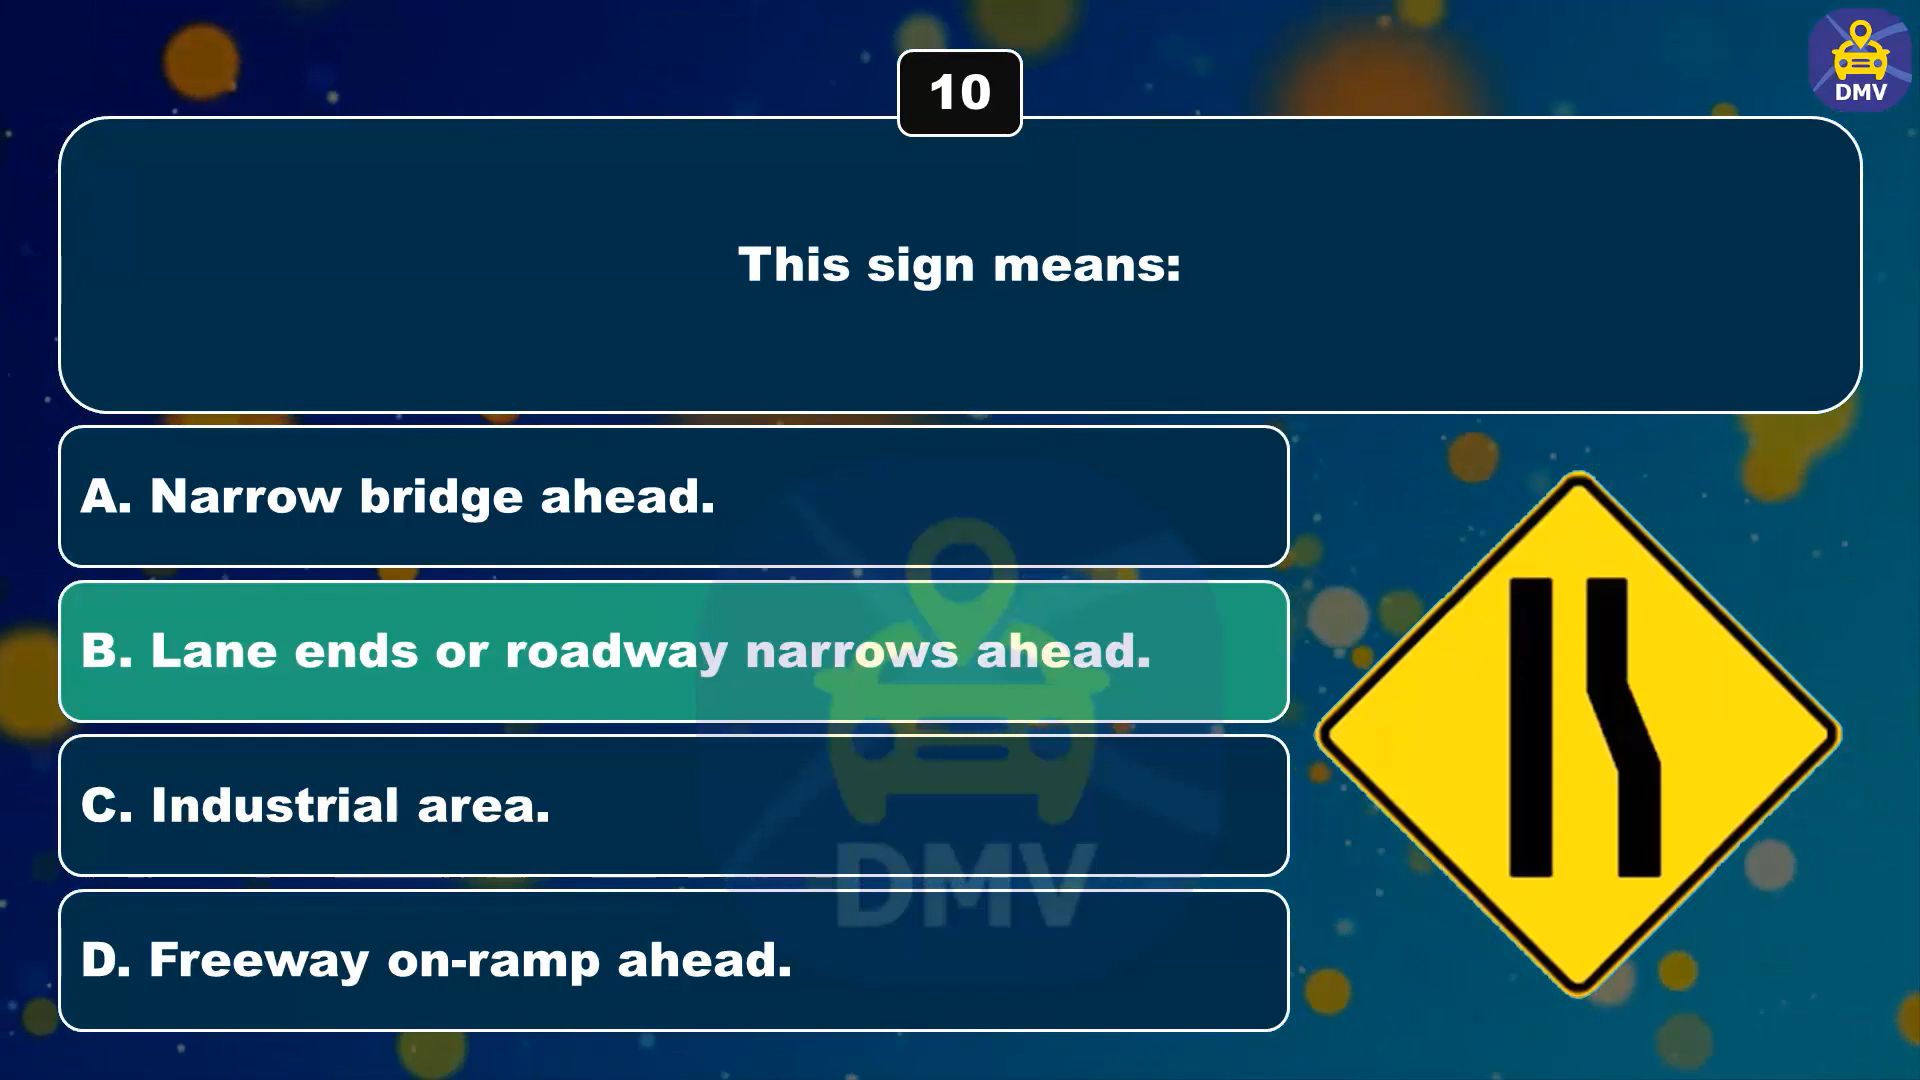 DMV
10
This sign means:
A. Narrow bridge ahead.
B. Lane ends or roadway narrows ahead.
C. Industrial area.
D. Freeway on-ramp ahead.
DMV